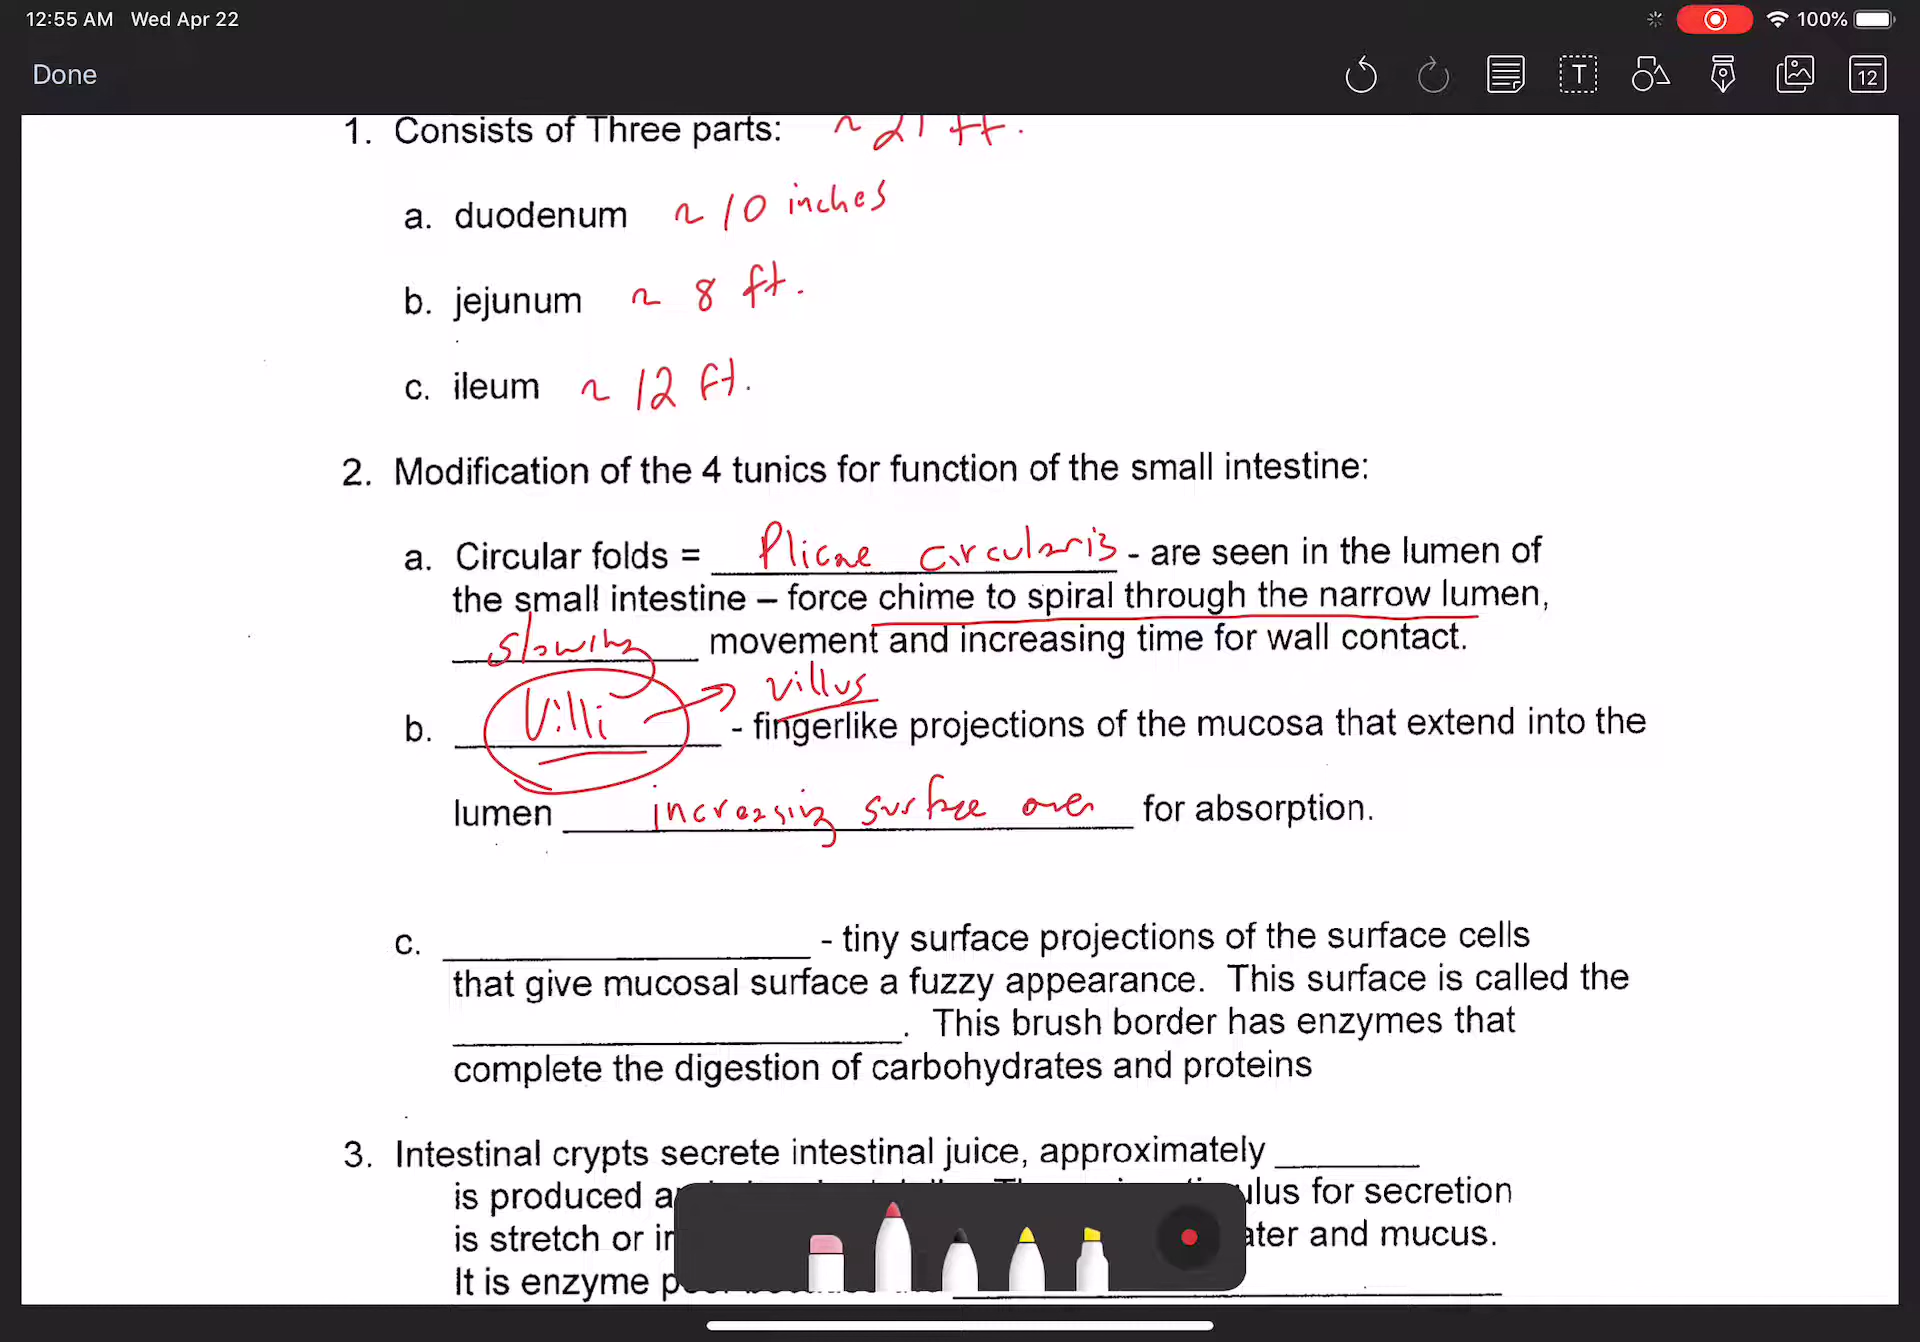 12:55 AM Wed Apr 22
100%
Done
T
12
1. Consists of Three parts: ~ 21 ft.
a. duodenum ~ 10 inches
b. jejunum ~ 8 ft.
c. ileum ~ 12 ft.
2. Modification of the 4 tunics for function of the small intestine:
a. Circular folds = Plicae circularis - are seen in the lumen of
the small intestine – force chime to spiral through the narrow lumen,
slowing movement and increasing time for wall contact.
villus
b. Villi - fingerlike projections of the mucosa that extend into the
lumen increasing surface area for absorption.
c. - tiny surface projections of the surface cells
that give mucosal surface a fuzzy appearance. This surface is called the
. This brush border has enzymes that
complete the digestion of carbohydrates and proteins
3. Intestinal crypts secrete intestinal juice, approximately
is produced for secretion
is stretch or and mucus.
It is enzyme